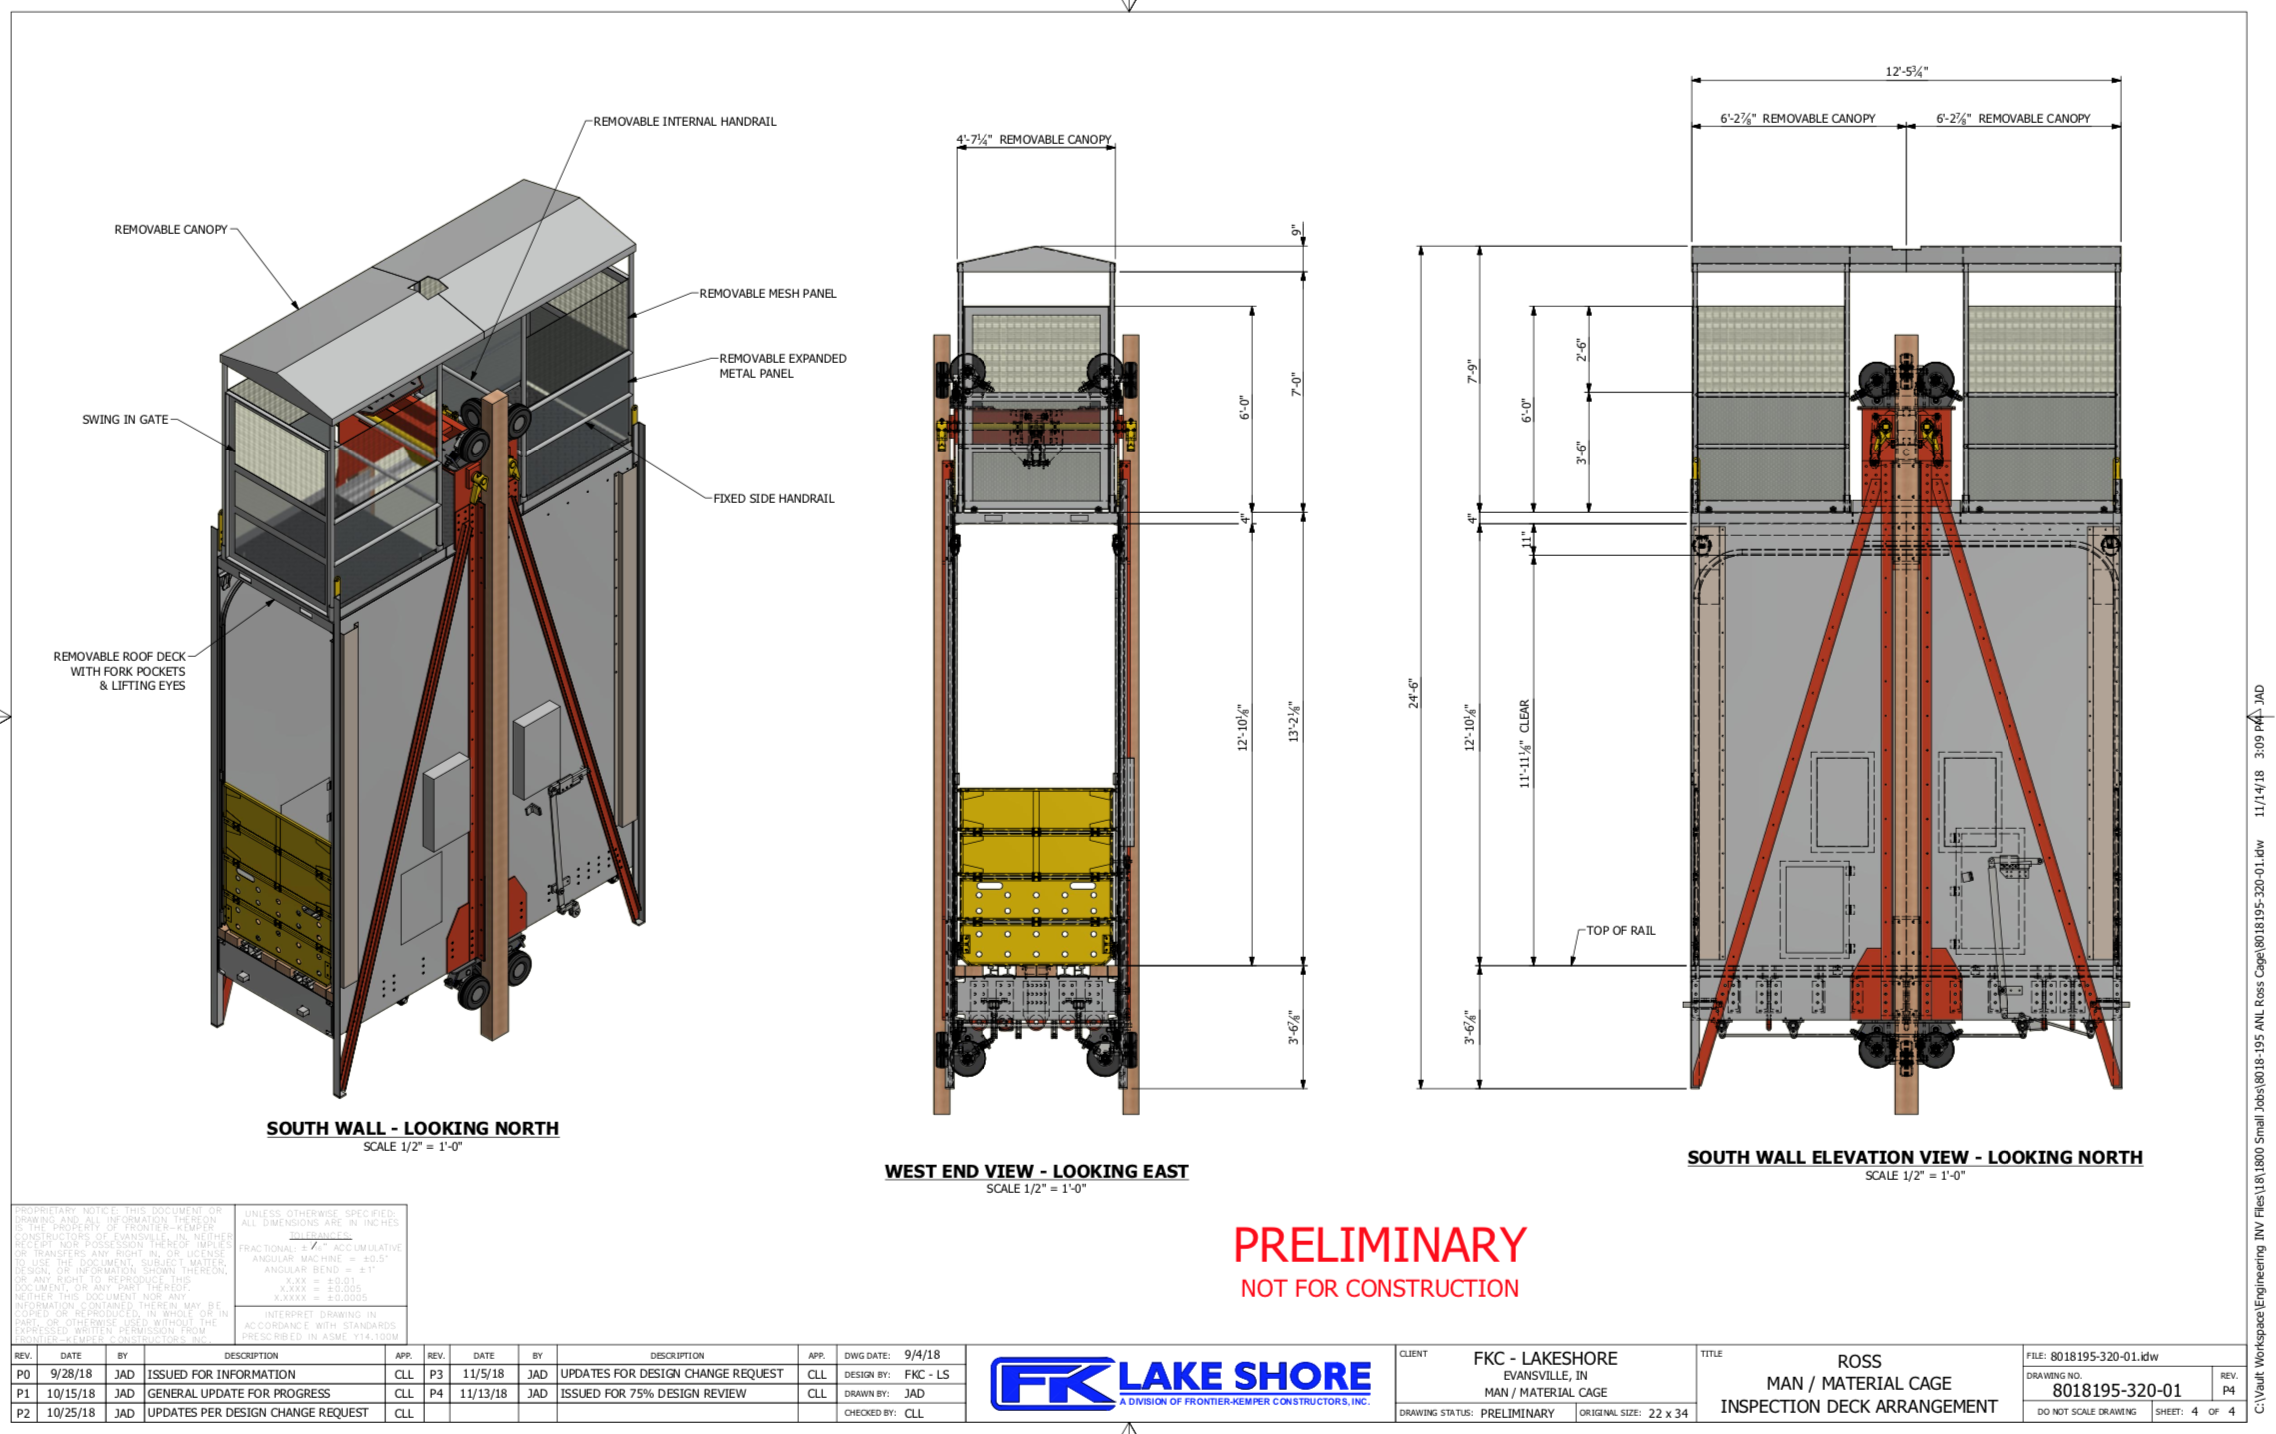 REMOVABLE INTERNAL HANDRAIL
REMOVABLE CANOPY
REMOVABLE MESH PANEL
REMOVABLE EXPANDED
METAL PANEL
SWING IN GATE
FIXED SIDE HANDRAIL
REMOVABLE ROOF DECK
WITH FORK POCKETS
& LIFTING EYES
SOUTH WALL - LOOKING NORTH
SCALE 1/2" = 1'-0"
4'-7¼" REMOVABLE CANOPY
9"
7'-0"
6'-0"
4"
12'-10⅛"
13'-2⅛"
3'-6⅞"
WEST END VIEW - LOOKING EAST
SCALE 1/2" = 1'-0"
12'-5¾"
6'-2⅞" REMOVABLE CANOPY
6'-2⅞" REMOVABLE CANOPY
24'-6"
7'-9"
6'-0"
2'-6"
3'-6"
4"
11"
12'-10⅛"
11'-11⅛" CLEAR
TOP OF RAIL
3'-6⅞"
SOUTH WALL ELEVATION VIEW - LOOKING NORTH
SCALE 1/2" = 1'-0"
PRELIMINARY
NOT FOR CONSTRUCTION
PROPRIETARY NOTICE: THIS DOCUMENT OR
DRAWING AND ALL INFORMATION THEREON
IS THE PROPERTY OF FRONTIER-KEMPER
CONSTRUCTORS OF EVANSVILLE, IN. NEITHER
RECEIPT NOR POSSESSION THEREOF IMPLIES
OR TRANSFERS ANY RIGHT IN, OR LICENSE
TO USE THE DOCUMENT, SUBJECT MATTER,
DESIGN, OR INFORMATION SHOWN THEREON,
OR ANY RIGHT TO REPRODUCE THIS
DOCUMENT, OR ANY PART THEREOF.
NEITHER THIS DOCUMENT NOR ANY
INFORMATION CONTAINED THEREIN MAY BE
COPIED OR REPRODUCED, IN WHOLE OR IN
PART, OR OTHERWISE USED WITHOUT THE
EXPRESSED WRITTEN PERMISSION FROM
FRONTIER-KEMPER CONSTRUCTORS INC.
UNLESS OTHERWISE SPECIFIED:
ALL DIMENSIONS ARE IN INCHES
TOLERANCES:
FRACTIONAL: ± " ACCUMULATIVE
ANGULAR MACHINE = ±0.5°
ANGULAR BEND = ±1°
X.XX = ±0.01
X.XXX = ±0.005
X.XXXX = ±0.0005
INTERPRET DRAWING IN
ACCORDANCE WITH STANDARDS
PRESCRIBED IN ASME Y14.100M
REV. DATE BY DESCRIPTION APP. REV. DATE BY DESCRIPTION APP.
P0 9/28/18 JAD ISSUED FOR INFORMATION CLL P3 11/5/18 JAD UPDATES FOR DESIGN CHANGE REQUEST CLL
P1 10/15/18 JAD GENERAL UPDATE FOR PROGRESS CLL P4 11/13/18 JAD ISSUED FOR 75% DESIGN REVIEW CLL
P2 10/25/18 JAD UPDATES PER DESIGN CHANGE REQUEST CLL
DWG DATE: 9/4/18
DESIGN BY: FKC - LS
DRAWN BY: JAD
CHECKED BY: CLL
FK LAKE SHORE
A DIVISION OF FRONTIER-KEMPER CONSTRUCTORS, INC.
CLIENT
FKC - LAKESHORE
EVANSVILLE, IN
MAN / MATERIAL CAGE
DRAWING STATUS: PRELIMINARY ORIGINAL SIZE: 22 x 34
TITLE
ROSS
MAN / MATERIAL CAGE
INSPECTION DECK ARRANGEMENT
FILE: 8018195-320-01.idw
DRAWING NO.
8018195-320-01
REV.
P4
DO NOT SCALE DRAWING SHEET: 4 OF 4
C:\Vault Workspace\Engineering INV Files\18\1800 Small Jobs\8018-195 ANL Ross Cage\8018195-320-01.idw 11/14/18 3:09 PM JAD